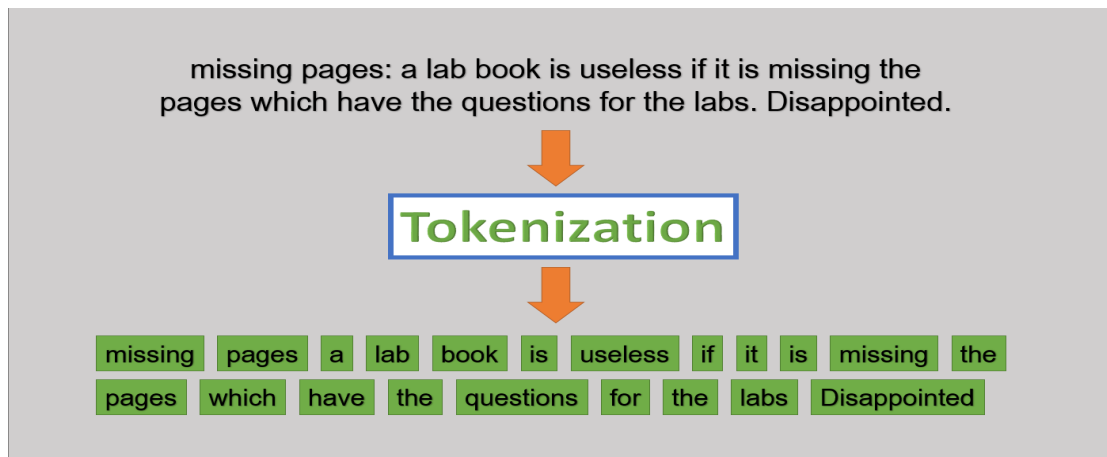 missing pages: a lab book is useless if it is missing the
pages which have the questions for the labs. Disappointed.
Tokenization
missing pages a lab book is useless if it is missing the
pages which have the questions for the labs Disappointed